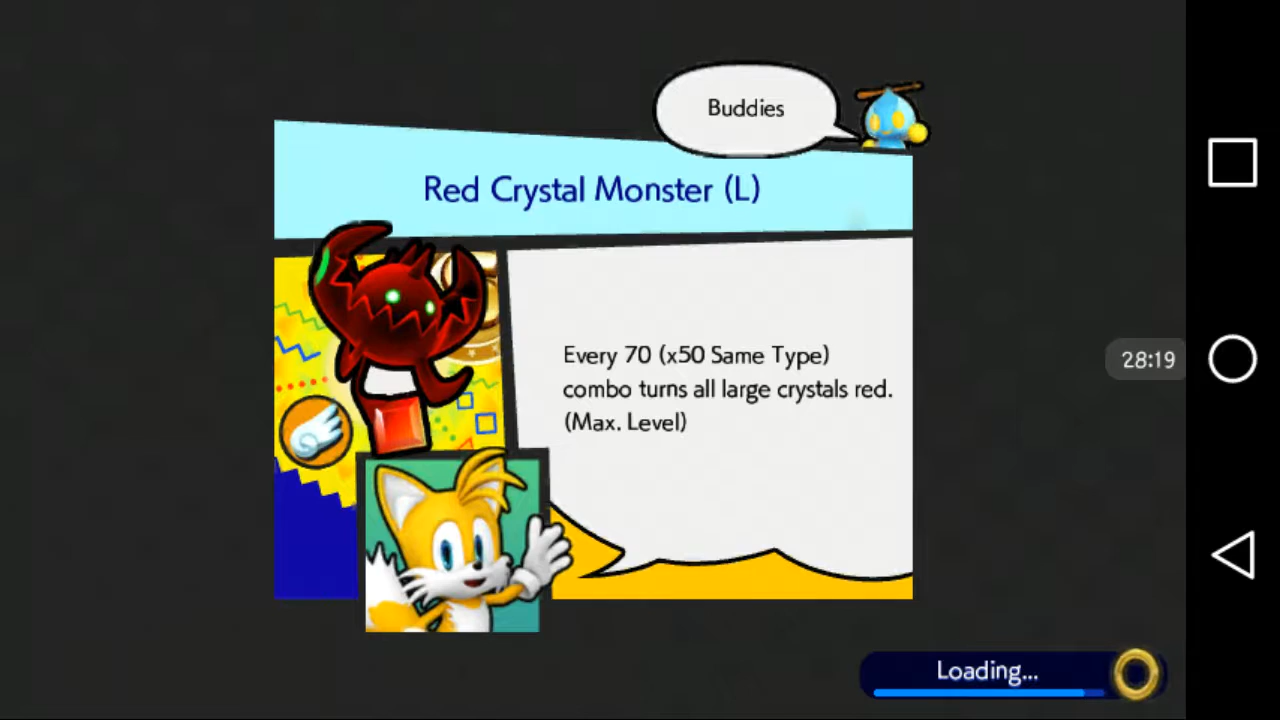 Buddies
Red Crystal Monster (L)
Every 70 (x50 Same Type)
combo turns all large crystals red.
(Max. Level)
28:19
Loading...